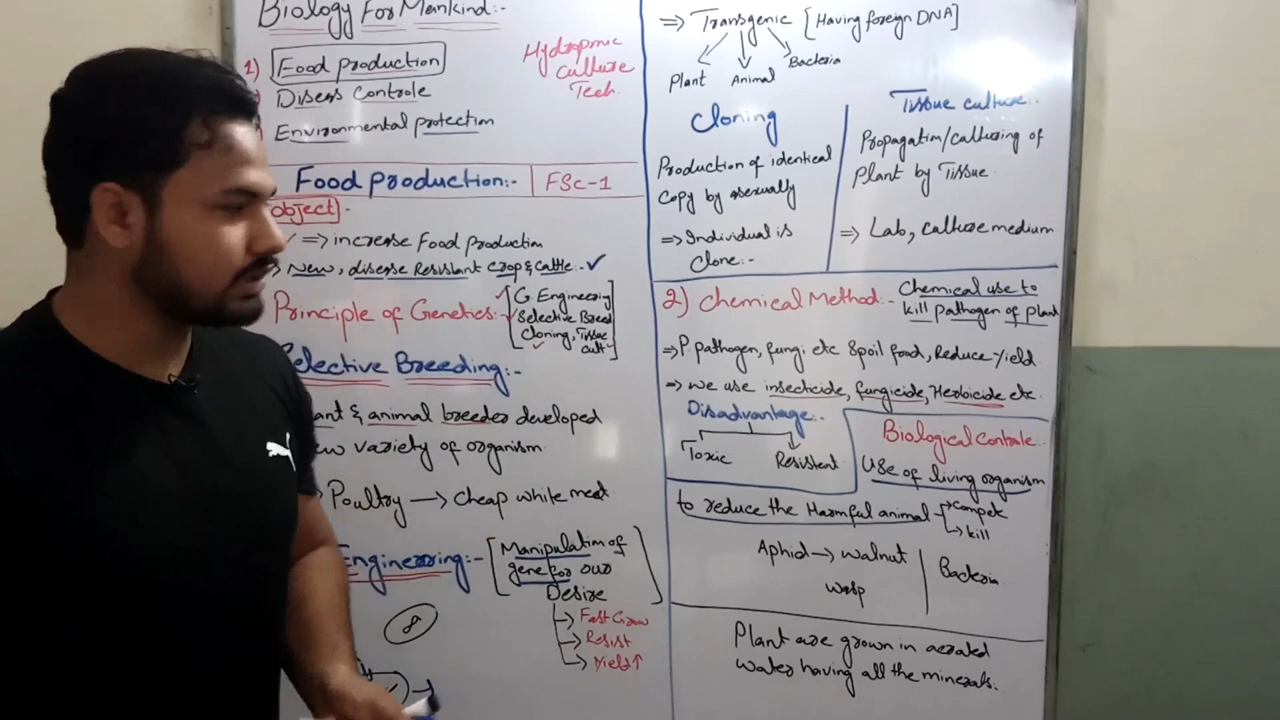 Biology For Mankind:-
1) Food production
Diseas Controle
Environmental protection
Hydroponic
Culture
Tech.
Food production:- FSc-1
object -
=> increase Food production
New, disease Resistant crop & cattle:- ✓
Principle of Genetics:-
G. Engineering
Selective Breed
Cloning, Tissue
cult
Selective Breeding:-
ant & animal breeder developed
ew variety of organism
Poultry → cheap white meat
Engineering:- [Manipulation of
gene for our
Desire
→ Fast Grow
→ Resist
→ Yield↑
=> Transgenic [Having foreign DNA]
Plant Animal Bacteria
Cloning
Production of identical
copy by asexually
=> Individual is
clone:-
Tissue culture:.
Propagation/culturing of
Plant by Tissue
=> Lab, culture medium
2) Chemical Method:- Chemical use to
kill pathogen of plant
=> P. pathogen, fungi etc spoil food, Reduce Yield
=> we use insecticide, fungicide, Herbicide etc.
Disadvantage:.
Toxic Resistent
Biological Controle:.
Use of living organism
to reduce the Harmful animal → Compete
→ kill
Aphid → walnut
wasp
Bacteria
Plant are grown in aerated
water having all the minerals.